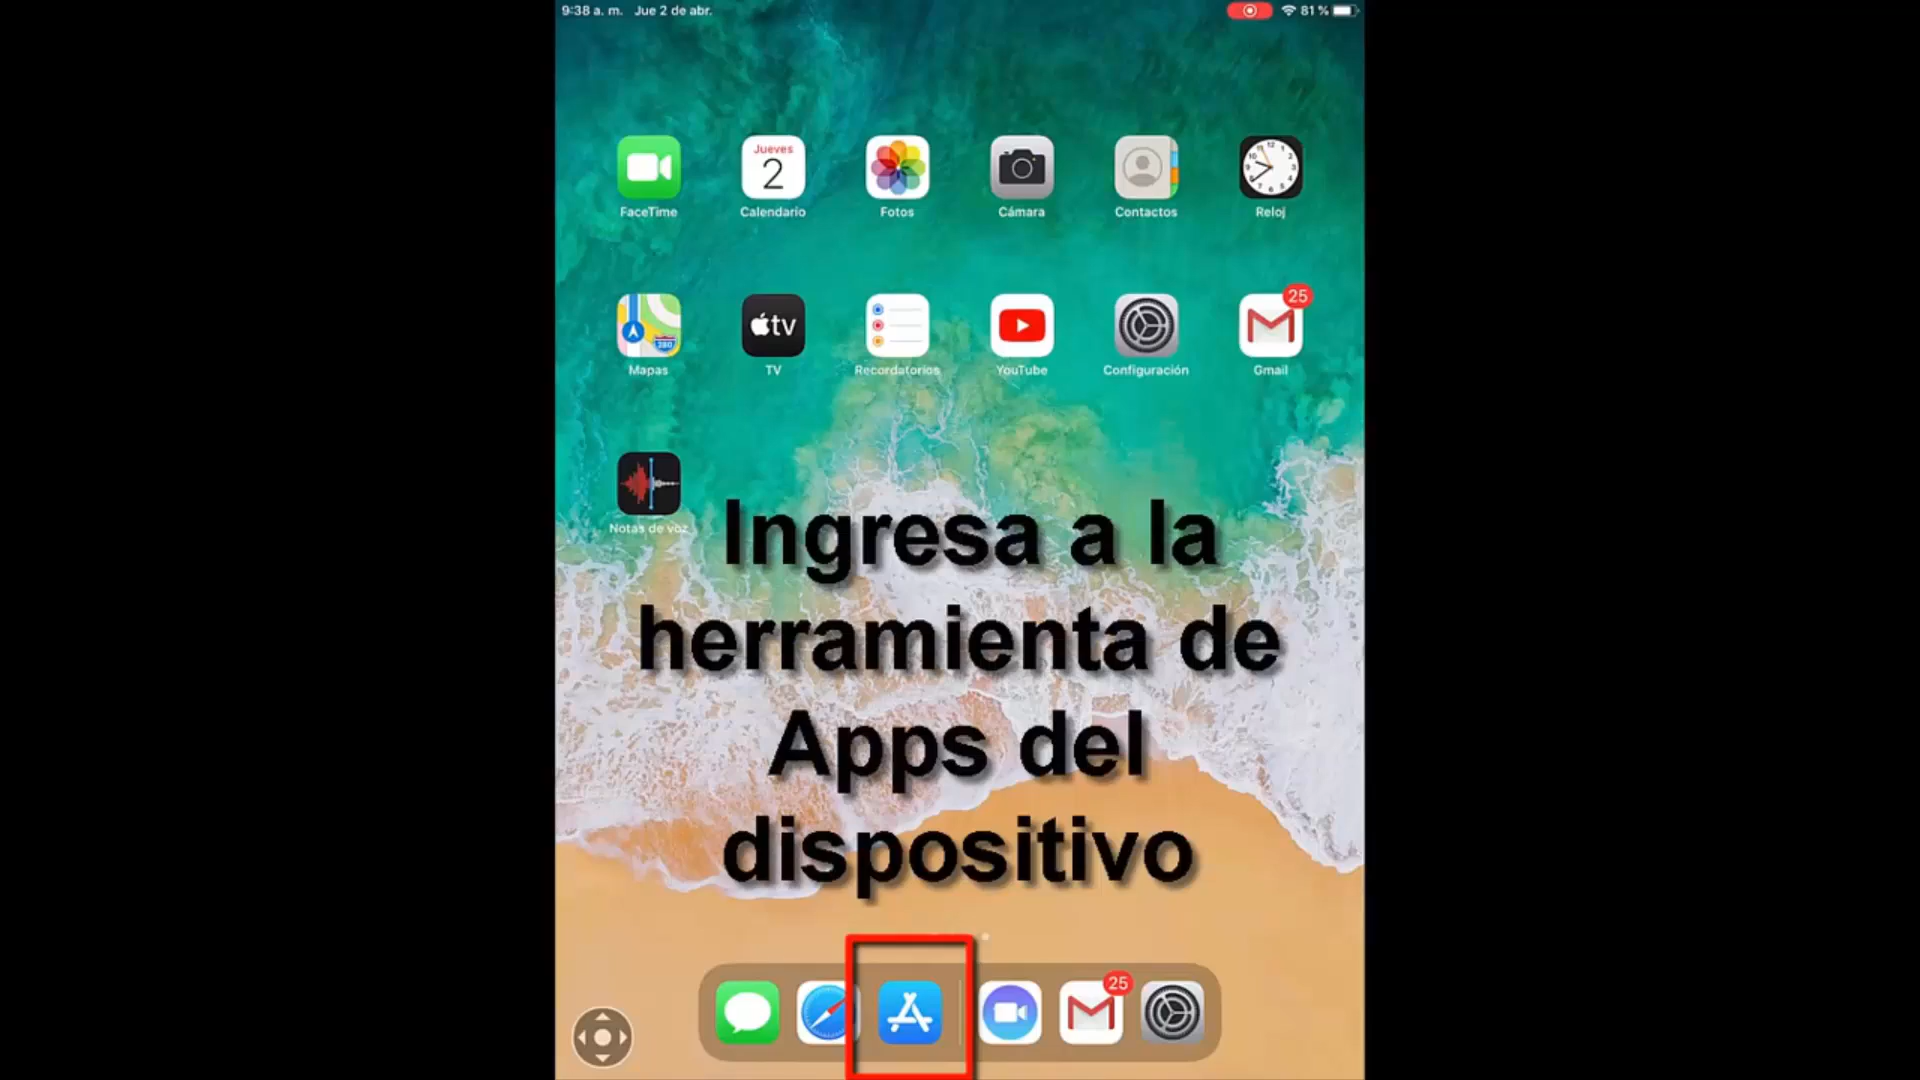 9:38 a. m. Jue 2 de abr.
81 %
Jueves
2
FaceTime
Calendario
Fotos
Cámara
Contactos
Reloj
280
tv
25
Mapas
TV
Recordatorios
YouTube
Configuración
Gmail
Notas de voz
Ingresa a la
herramienta de
Apps del
dispositivo
25